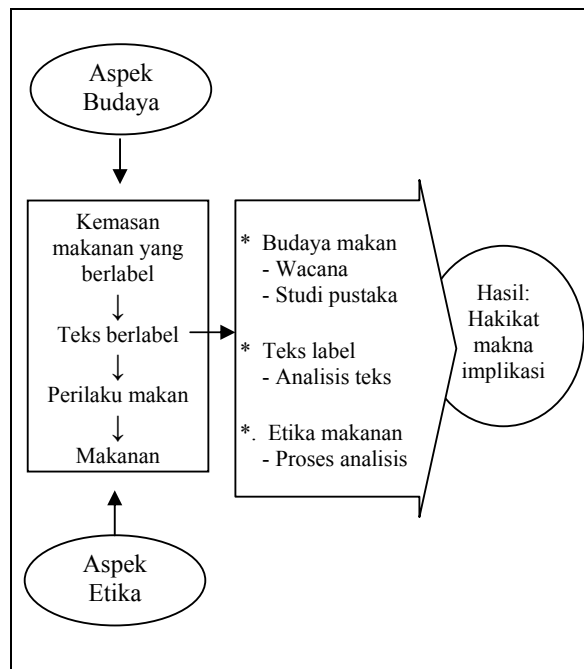 Aspek
Budaya
Kemasan
makanan yang
berlabel
↓
Teks berlabel
↓
Perilaku makan
↓
Makanan
* Budaya makan
- Wacana
- Studi pustaka
* Teks label
- Analisis teks
*. Etika makanan
- Proses analisis
Hasil:
Hakikat
makna
implikasi
Aspek
Etika